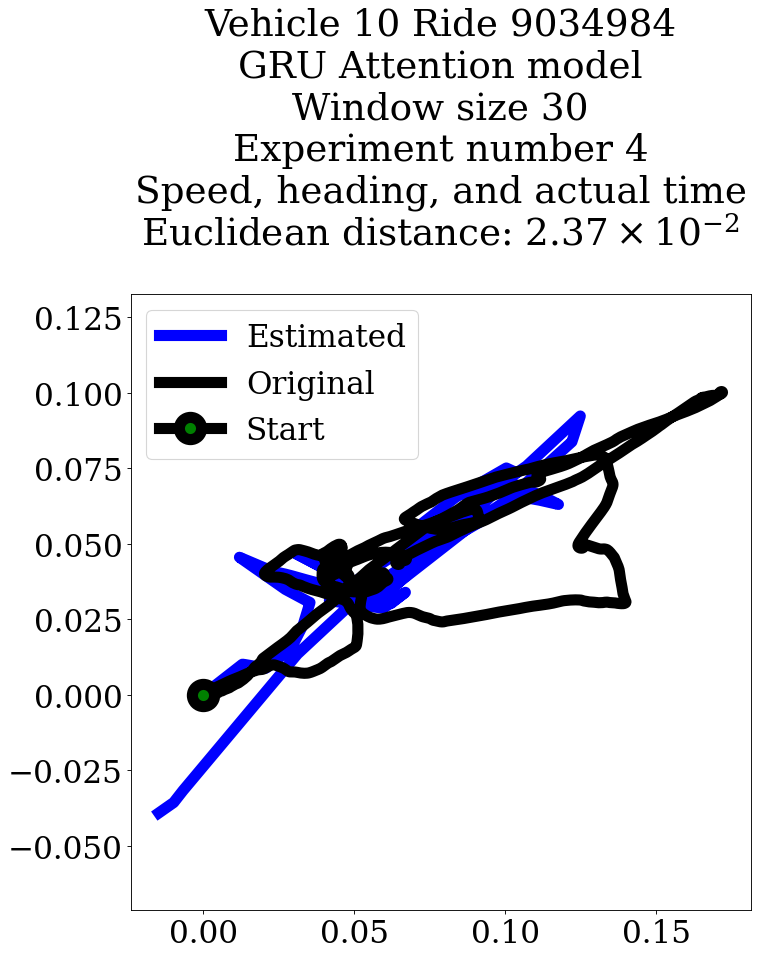 Vehicle 10 Ride 9034984
GRU Attention model
Window size 30
Experiment number 4
Speed, heading, and actual time
Euclidean distance: 2.37 × 10⁻²
0.125
0.100
0.075
0.050
0.025
0.000
−0.025
−0.050
Estimated
Original
Start
0.00 0.05 0.10 0.15